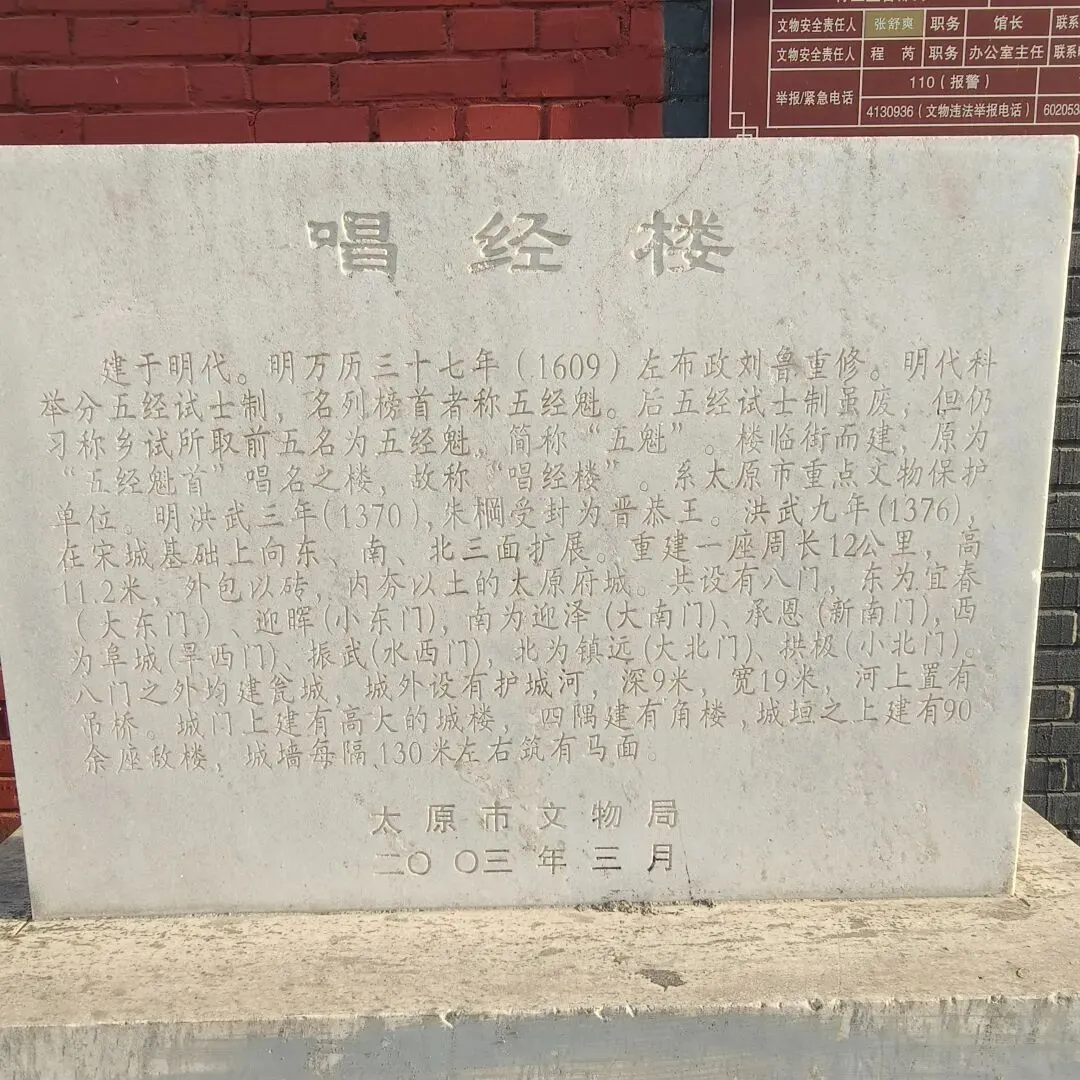 文物安全责任人 张舒爽 职务 馆长
文物安全责任人 程 芮 职务 办公室主任
举报/紧急电话 110（报警）
4130936（文物违法举报电话） 602053
唱经楼
建于明代。明万历三十七年（1609）左布政刘鲁重修。明代科
举分五经试士制，名列榜首者称五经魁。后五经试士制虽废，但仍
习称乡试所取前五名为五经魁，简称“五魁”。楼临街而建，原为
“五经魁首”唱名之楼，故称“唱经楼”。系太原市重点文物保护
单位。明洪武三年(1370)，朱㭎受封为晋恭王。洪武九年(1376)，
在宋城基础上向东、南、北三面扩展。重建一座周长12公里，高
11.2米，外包以砖，内夯以土的太原府城。共设有八门，东为宜春
（大东门）、迎晖(小东门)，南为迎泽(大南门)、承恩(新南门)，西
为阜城(旱西门)、振武(水西门)，北为镇远(大北门)、拱极(小北门)。
八门之外均建瓮城，城外设有护城河，深9米，宽19米，河上置有
吊桥。城门上建有高大的城楼，四隅建有角楼，城垣之上建有90
余座敌楼，城墙每隔130米左右筑有马面。
太原市文物局
二〇〇三年三月